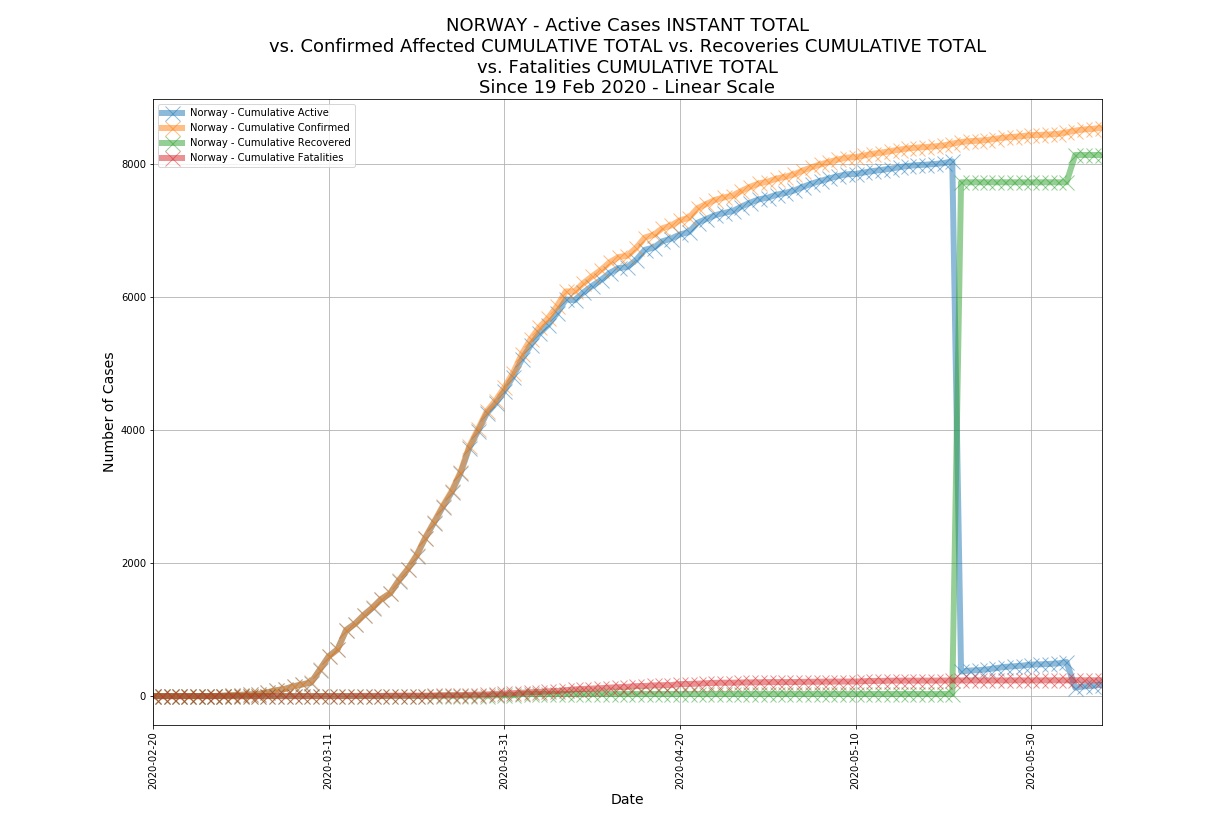 NORWAY - Active Cases INSTANT TOTAL
vs. Confirmed Affected CUMULATIVE TOTAL vs. Recoveries CUMULATIVE TOTAL
vs. Fatalities CUMULATIVE TOTAL
Since 19 Feb 2020 - Linear Scale
Norway - Cumulative Active
Norway - Cumulative Confirmed
Norway - Cumulative Recovered
Norway - Cumulative Fatalities
8000
6000
4000
2000
0
Number of Cases
2020-02-20
2020-03-11
2020-03-31
2020-04-20
2020-05-10
2020-05-30
Date